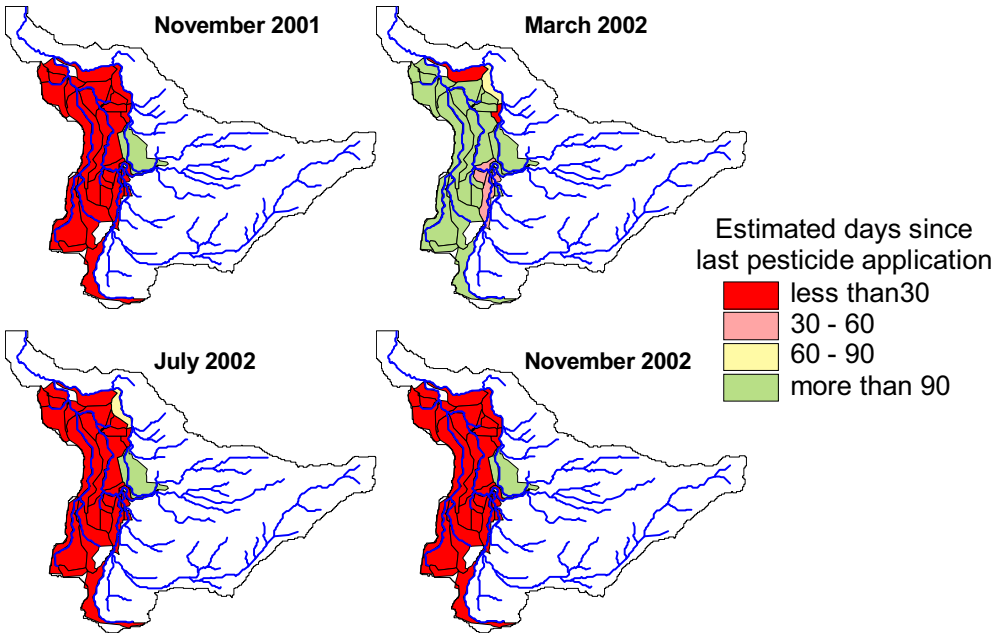 November 2001
March 2002
Estimated days since
last pesticide application
less than30
30 - 60
60 - 90
more than 90
July 2002
November 2002